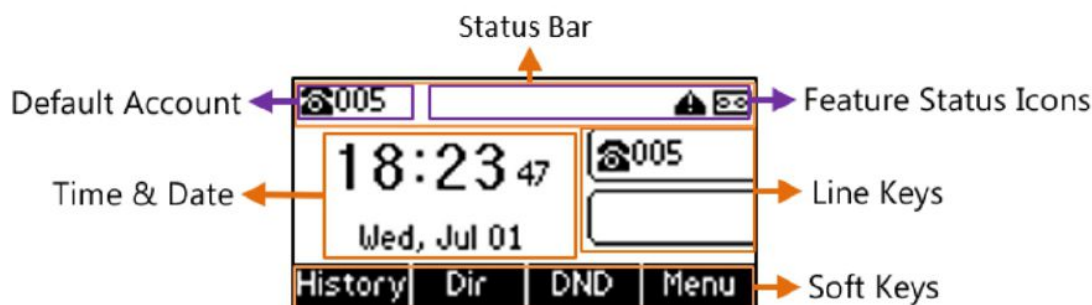 Status Bar
Default Account
☎005
Feature Status Icons
18:23 47
☎005
Time & Date
Line Keys
Wed, Jul 01
History Dir DND Menu
Soft Keys